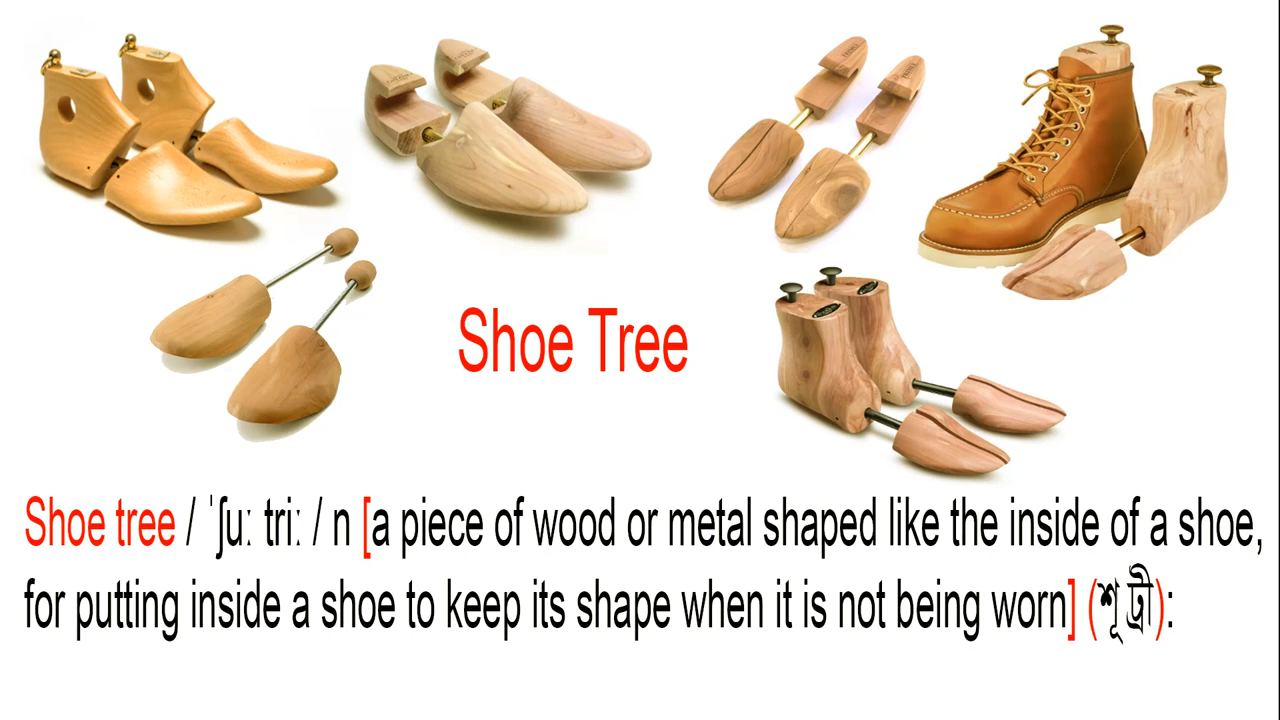 Shoe Tree
Shoe tree / ˈʃuː triː / n [a piece of wood or metal shaped like the inside of a shoe,
for putting inside a shoe to keep its shape when it is not being worn] (শূ ট্রী):